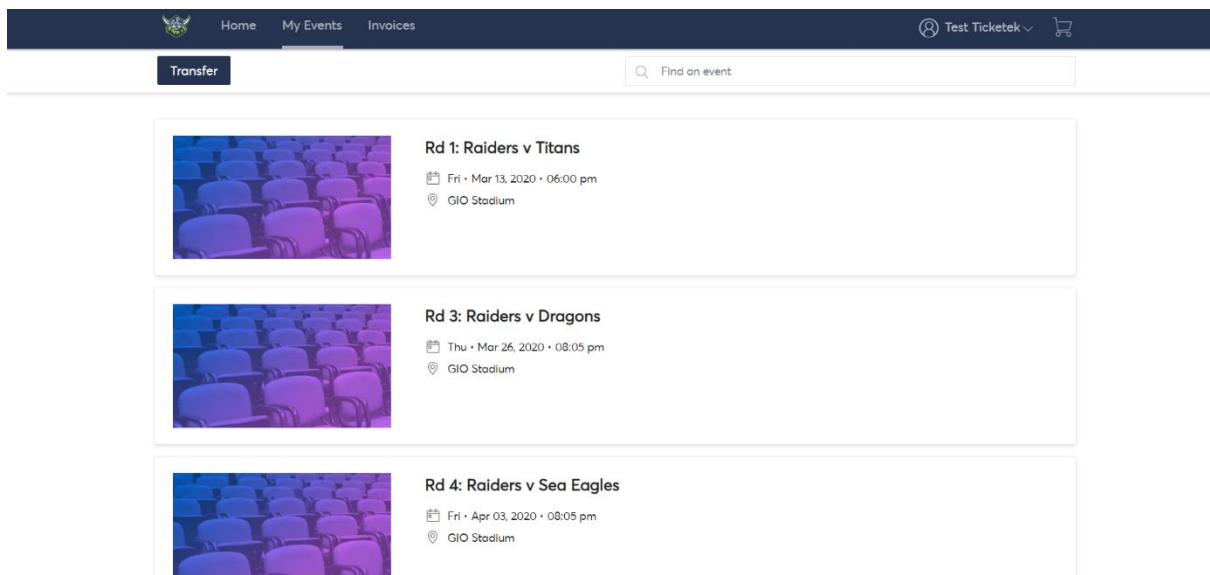 Home My Events Invoices Test Ticketek
Transfer Find an event
Rd 1: Raiders v Titans
Fri • Mar 13, 2020 • 06:00 pm
GIO Stadium
Rd 3: Raiders v Dragons
Thu • Mar 26, 2020 • 08:05 pm
GIO Stadium
Rd 4: Raiders v Sea Eagles
Fri • Apr 03, 2020 • 08:05 pm
GIO Stadium